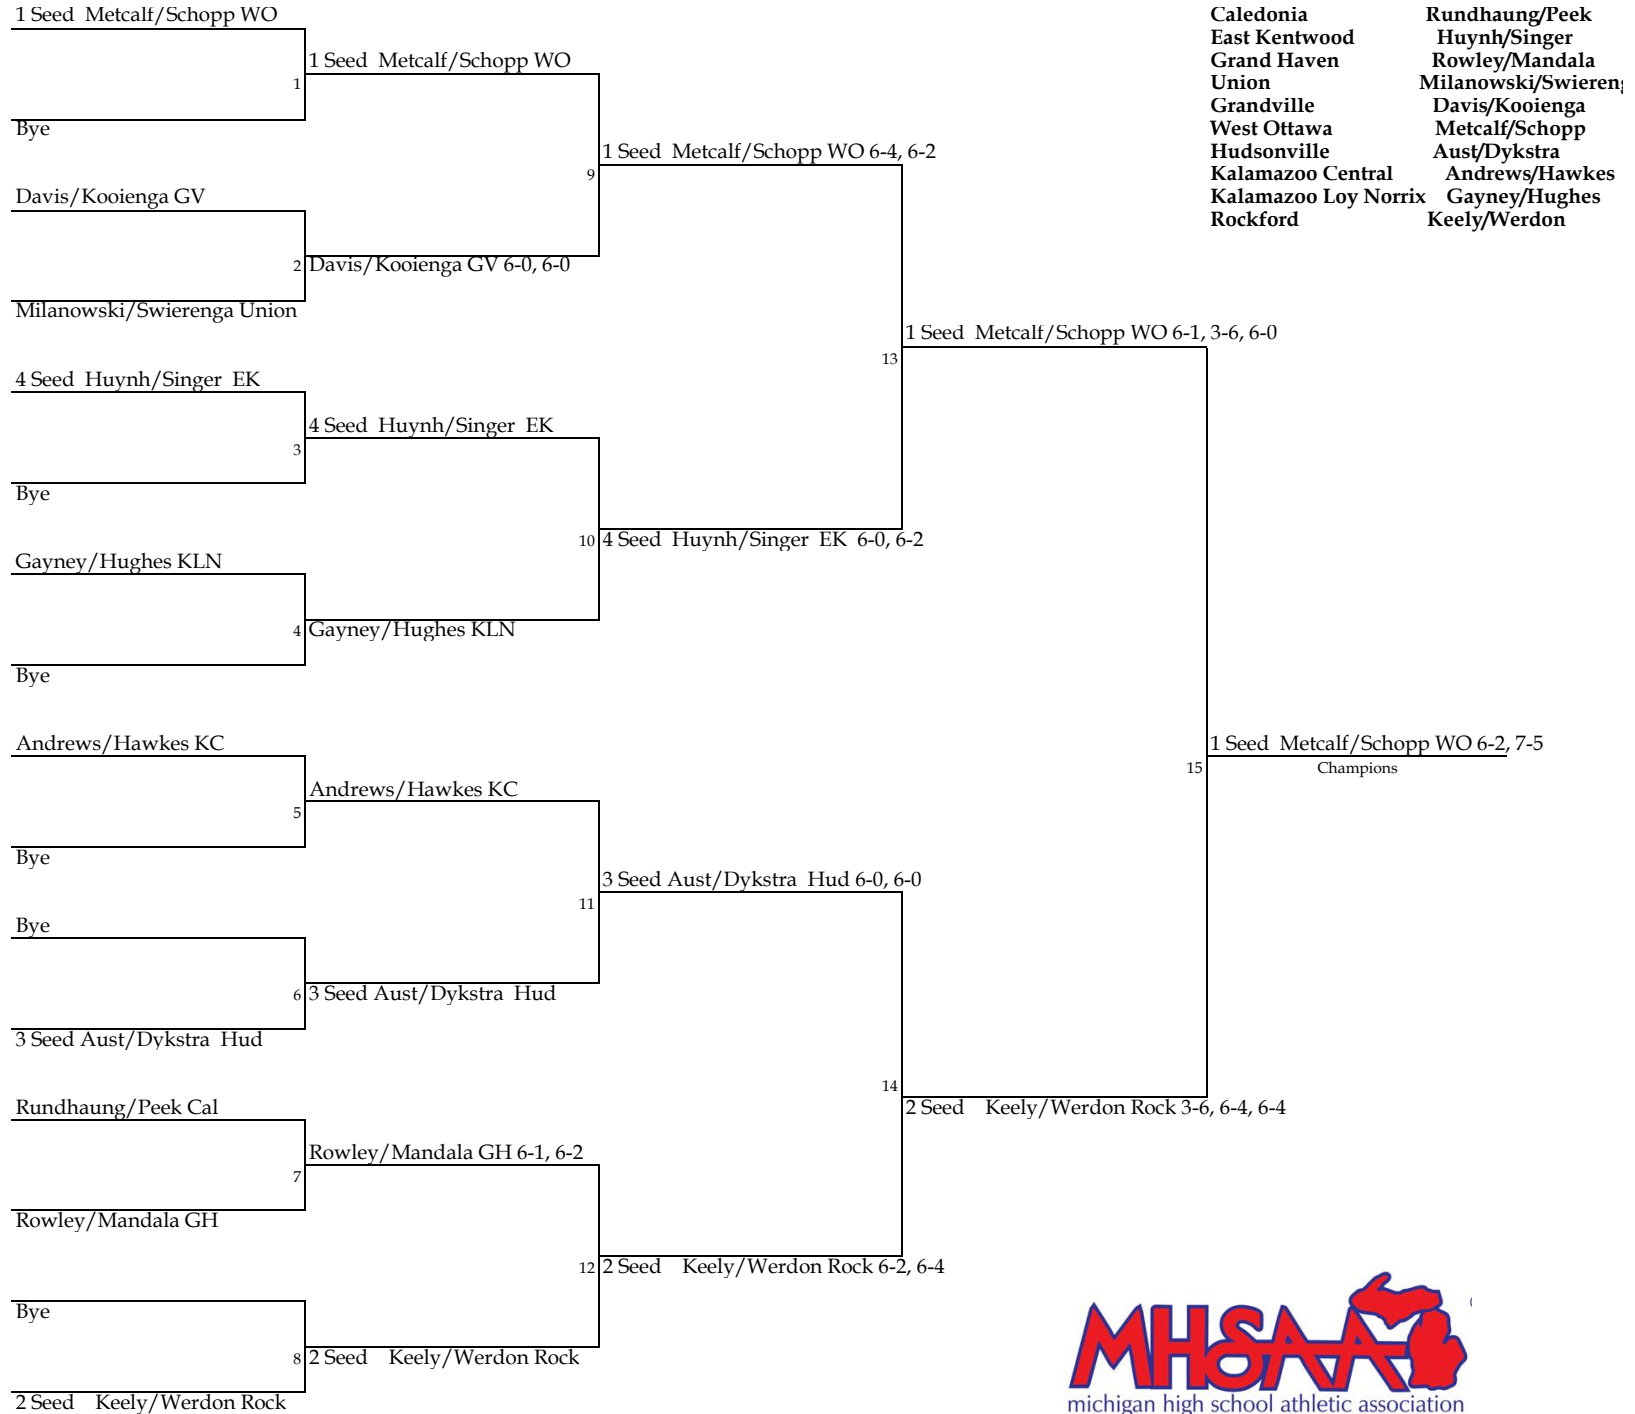 1 Seed Metcalf/Schopp WO
1
Bye
1 Seed Metcalf/Schopp WO
Davis/Kooienga GV
2
Milanowski/Swierenga Union
Davis/Kooienga GV 6-0, 6-0
9
1 Seed Metcalf/Schopp WO 6-4, 6-2
4 Seed Huynh/Singer EK
3
Bye
4 Seed Huynh/Singer EK
Gayney/Hughes KLN
4
Bye
Gayney/Hughes KLN
10
4 Seed Huynh/Singer EK 6-0, 6-2
13
1 Seed Metcalf/Schopp WO 6-1, 3-6, 6-0
Andrews/Hawkes KC
5
Bye
Andrews/Hawkes KC
Bye
6
3 Seed Aust/Dykstra Hud
3 Seed Aust/Dykstra Hud
11
3 Seed Aust/Dykstra Hud 6-0, 6-0
Rundhaung/Peek Cal
7
Rowley/Mandala GH
Rowley/Mandala GH 6-1, 6-2
Bye
8
2 Seed Keely/Werdon Rock
2 Seed Keely/Werdon Rock
12
2 Seed Keely/Werdon Rock 6-2, 6-4
14
2 Seed Keely/Werdon Rock 3-6, 6-4, 6-4
15
1 Seed Metcalf/Schopp WO 6-2, 7-5
Champions
Caledonia Rundhaung/Peek
East Kentwood Huynh/Singer
Grand Haven Rowley/Mandala
Union Milanowski/Swieren
Grandville Davis/Kooienga
West Ottawa Metcalf/Schopp
Hudsonville Aust/Dykstra
Kalamazoo Central Andrews/Hawkes
Kalamazoo Loy Norrix Gayney/Hughes
Rockford Keely/Werdon
MHSAA
michigan high school athletic association